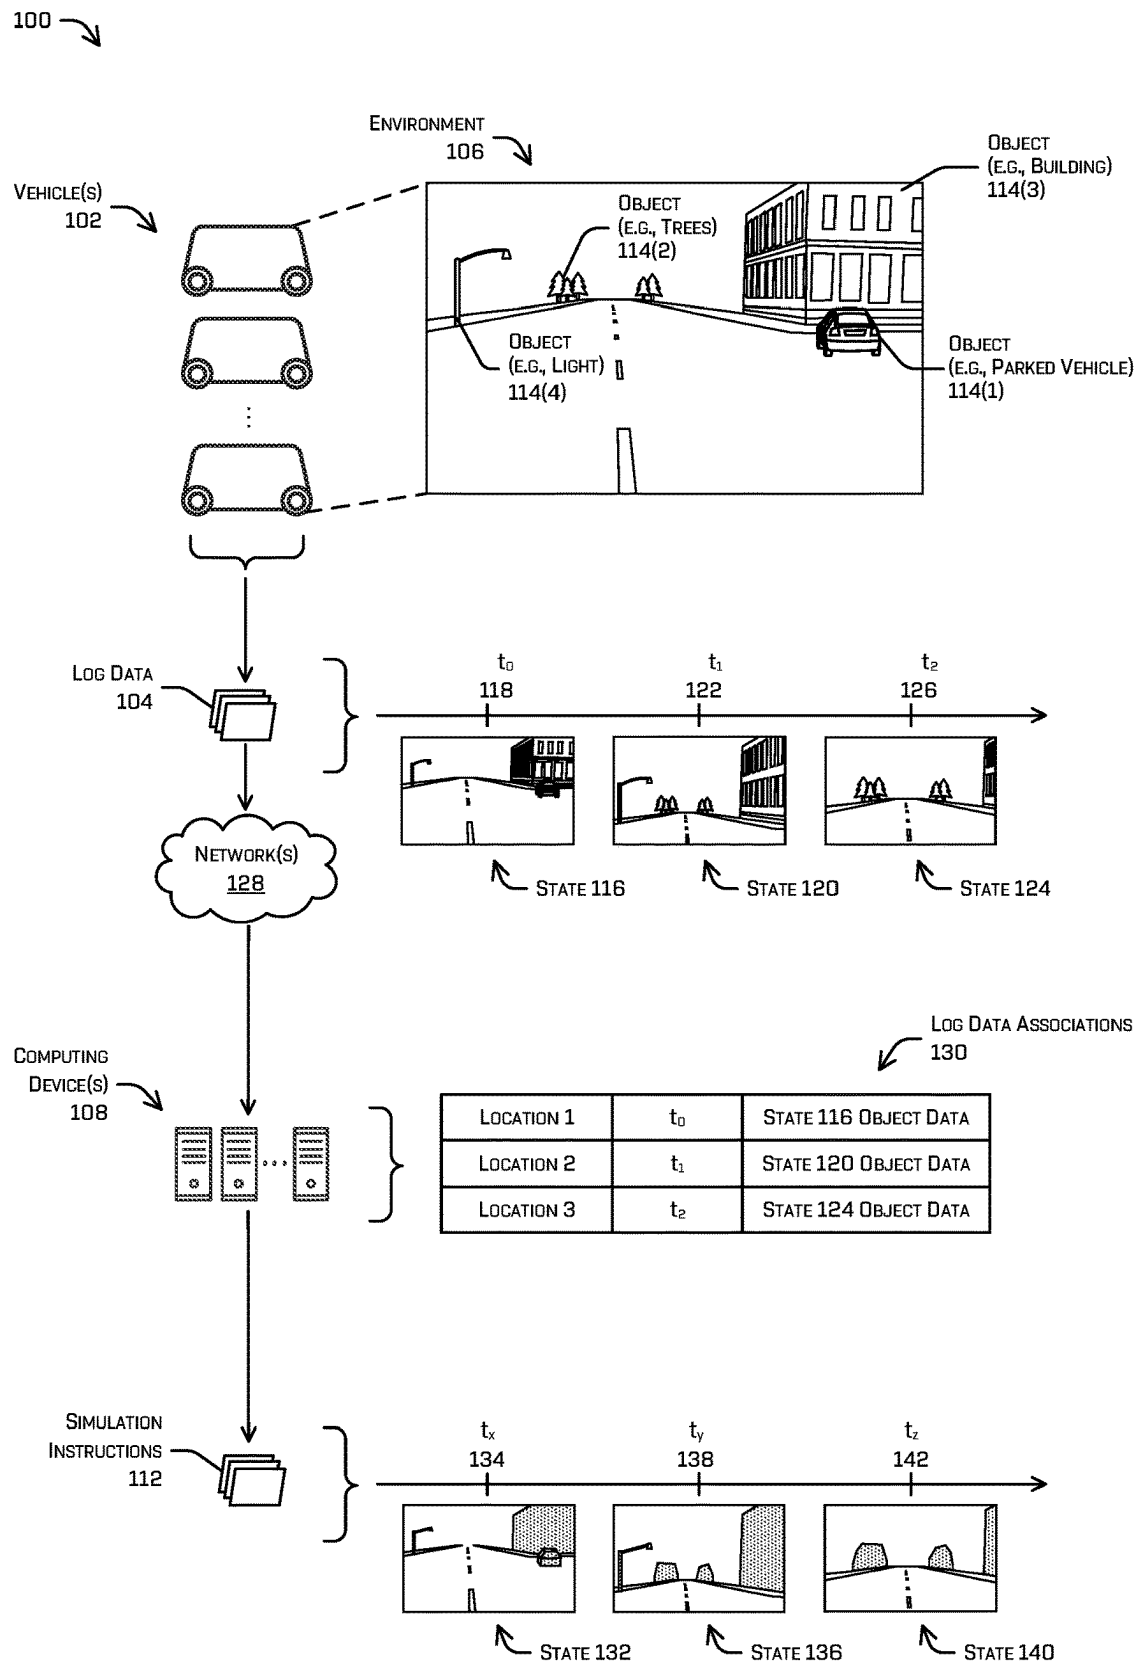 100
ENVIRONMENT
106
OBJECT
(E.G., BUILDING)
114(3)
VEHICLE(S)
102
OBJECT
(E.G., TREES)
114(2)
OBJECT
(E.G., LIGHT)
114(4)
OBJECT
(E.G., PARKED VEHICLE)
114(1)
LOG DATA
104
t₀
118
t₁
122
t₂
126
STATE 116
STATE 120
STATE 124
NETWORK(S)
128
LOG DATA ASSOCIATIONS
130
COMPUTING
DEVICE(S)
108
LOCATION 1 t₀ STATE 116 OBJECT DATA
LOCATION 2 t₁ STATE 120 OBJECT DATA
LOCATION 3 t₂ STATE 124 OBJECT DATA
SIMULATION
INSTRUCTIONS
112
tₓ
134
t_y
138
t_z
142
STATE 132
STATE 136
STATE 140